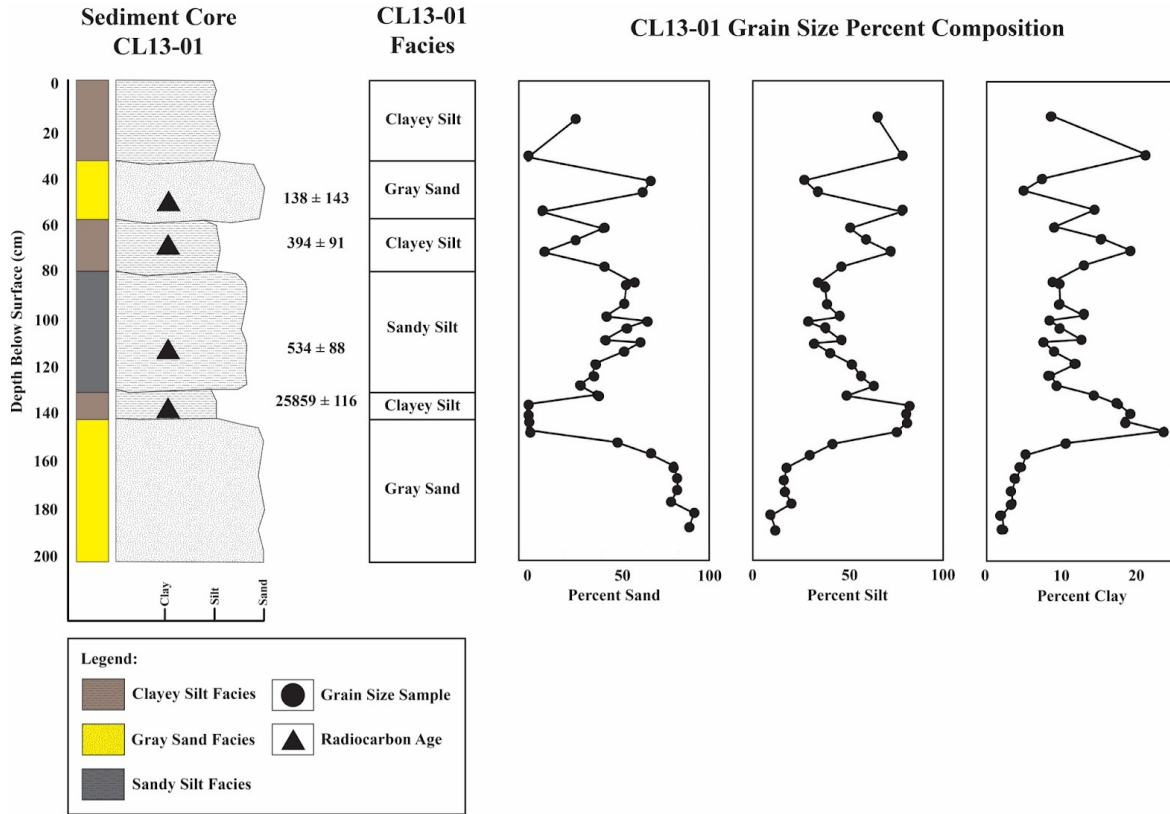 Sediment Core
CL13-01
CL13-01
Facies
CL13-01 Grain Size Percent Composition
Depth Below Surface (cm)
0
20
40
60
80
100
120
140
160
180
200
Clay
Silt
Sand
138 ± 143
394 ± 91
534 ± 88
25859 ± 116
Clayey Silt
Gray Sand
Clayey Silt
Sandy Silt
Clayey Silt
Gray Sand
0 50 100
Percent Sand
0 50 100
Percent Silt
0 10 20
Percent Clay
Legend:
Clayey Silt Facies
Gray Sand Facies
Sandy Silt Facies
Grain Size Sample
Radiocarbon Age